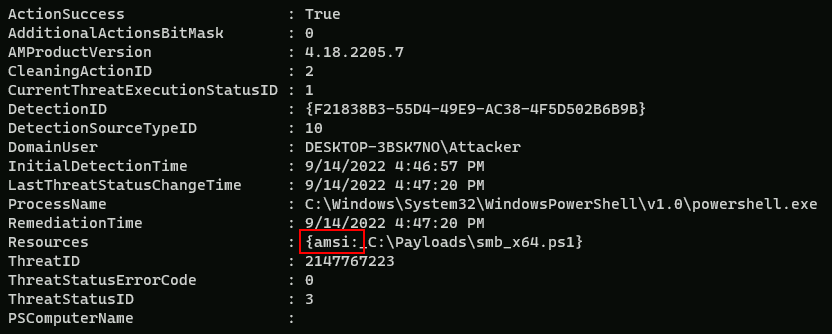 ActionSuccess : True
AdditionalActionsBitMask : 0
AMProductVersion : 4.18.2205.7
CleaningActionID : 2
CurrentThreatExecutionStatusID : 1
DetectionID : {F21838B3-55D4-49E9-AC38-4F5D502B6B9B}
DetectionSourceTypeID : 10
DomainUser : DESKTOP-3BSK7NO\Attacker
InitialDetectionTime : 9/14/2022 4:46:57 PM
LastThreatStatusChangeTime : 9/14/2022 4:47:20 PM
ProcessName : C:\Windows\System32\WindowsPowerShell\v1.0\powershell.exe
RemediationTime : 9/14/2022 4:47:20 PM
Resources : {amsi:_C:\Payloads\smb_x64.ps1}
ThreatID : 2147767223
ThreatStatusErrorCode : 0
ThreatStatusID : 3
PSComputerName :